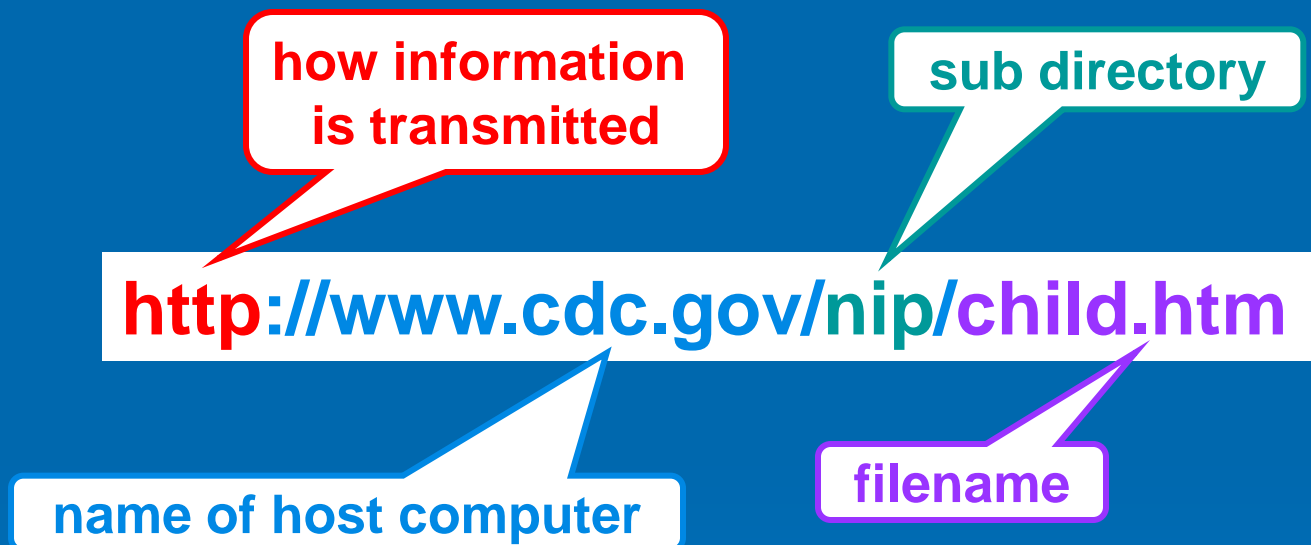 how information
is transmitted
sub directory
http://www.cdc.gov/nip/child.htm
name of host computer
filename